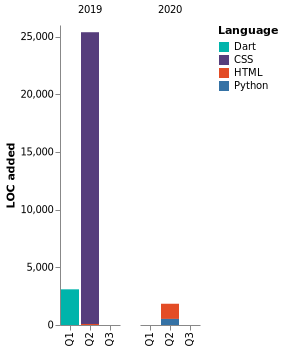 2019
2020
Language
Dart
CSS
HTML
Python
LOC added
25,000
20,000
15,000
10,000
5,000
0
Q1
Q2
Q3
Q1
Q2
Q3